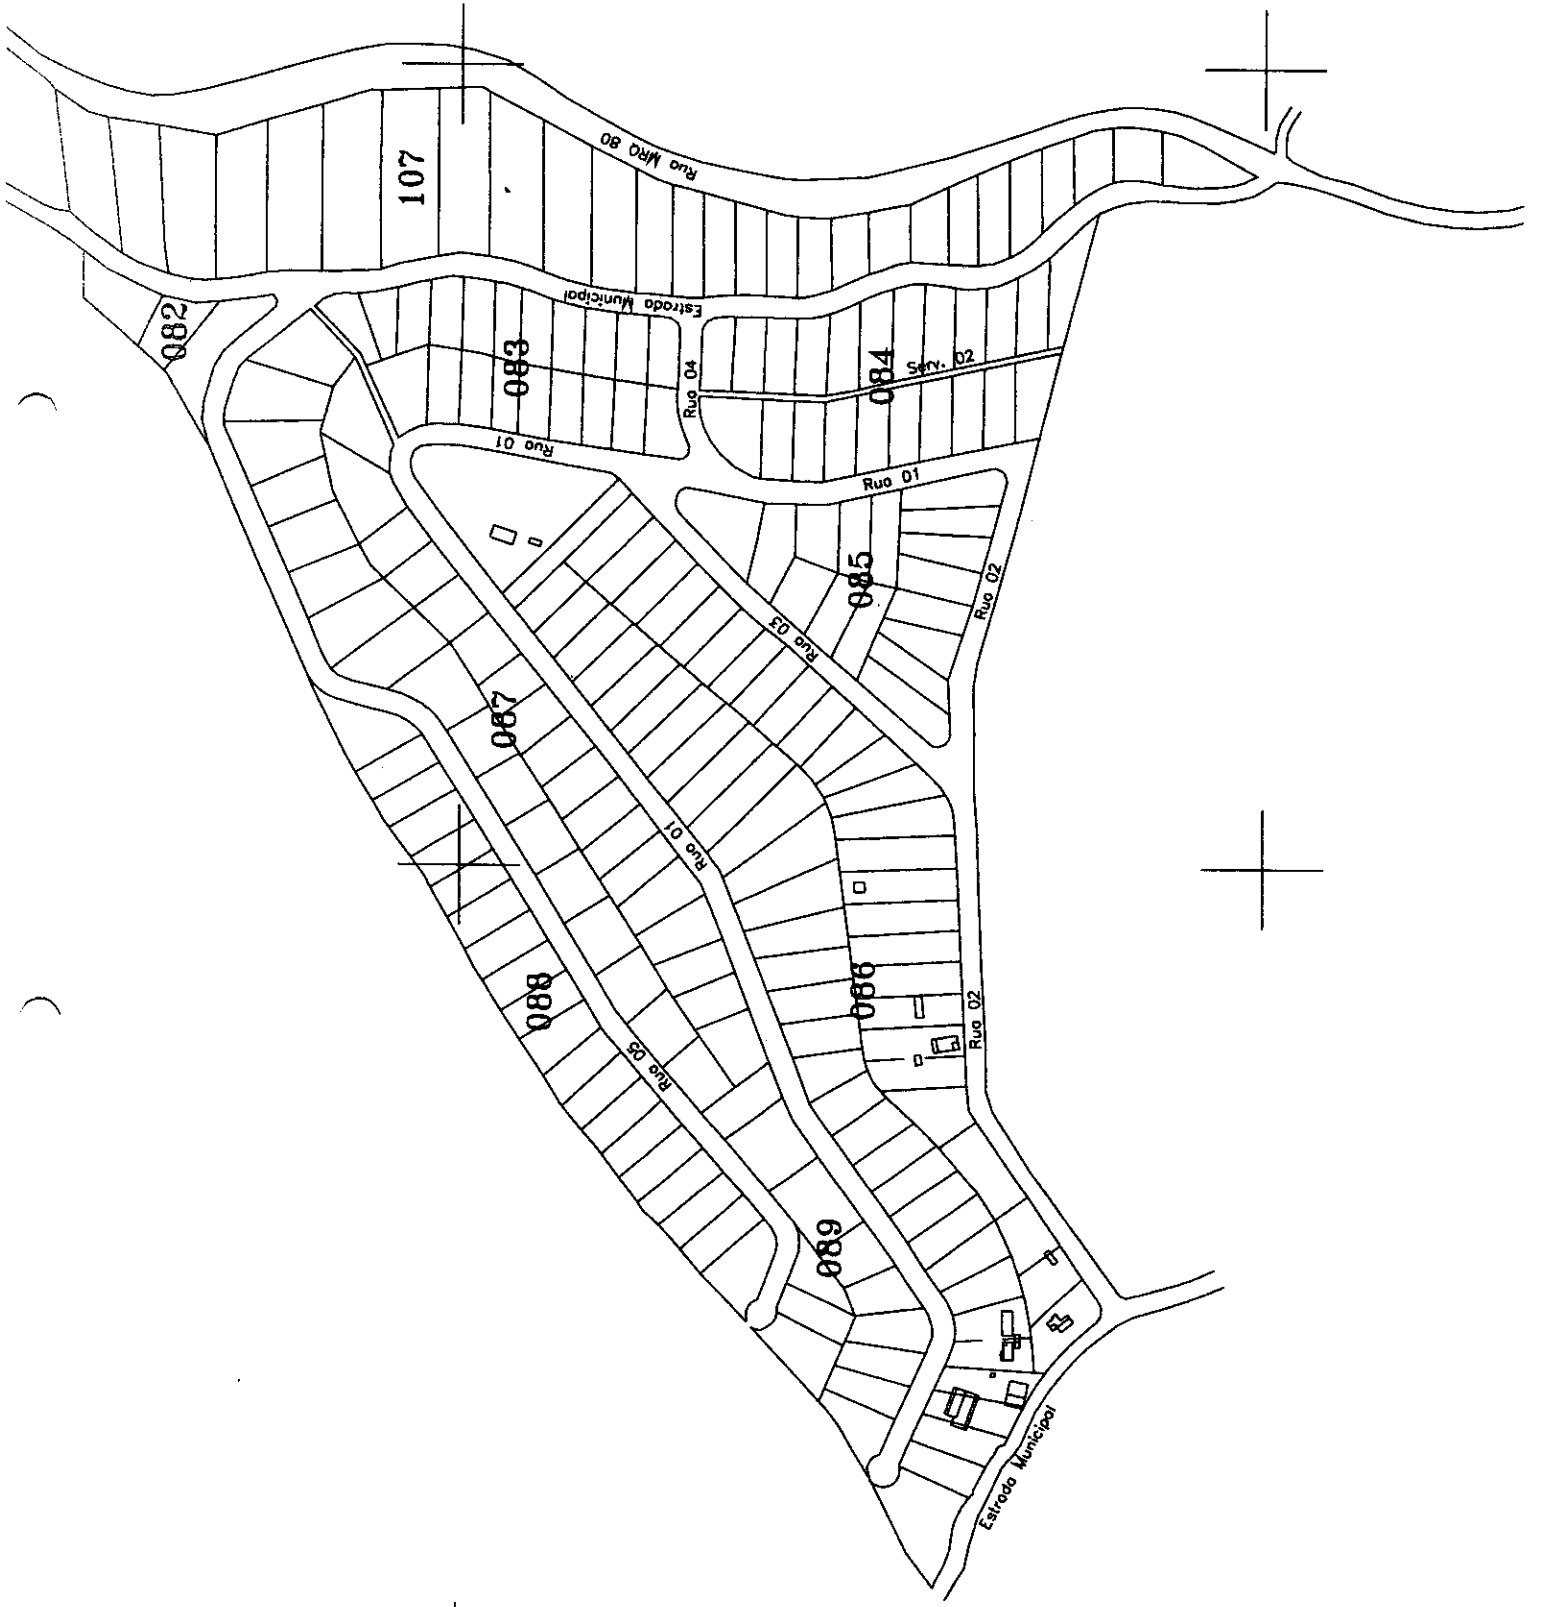 Rua MRQ 80
107
082
Estrada Municipal
083
Rua 04
084
Serv. 02
Rua 01
Rua 01
085
Rua 02
Rua 03
087
Rua 01
086
088
Rua 02
Rua 05
089
Estrada Municipal